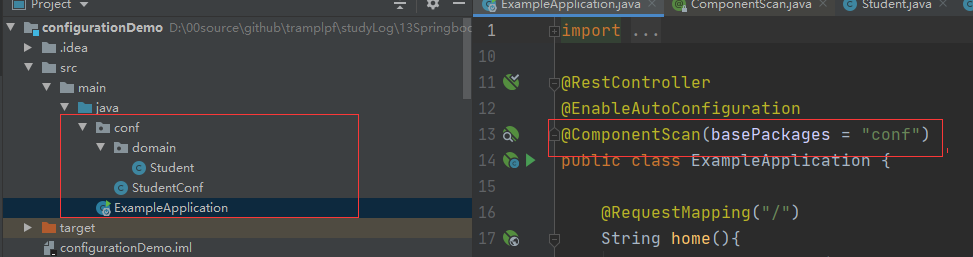 Project
configurationDemo D:\00source\github\tramplpf\studyLog\13Springboo
.idea
src
main
java
conf
domain
Student
StudentConf
ExampleApplication
target
configurationDemo.iml
ExampleApplication.java
ComponentScan.java
Student.java
1 import ...
10
11 @RestController
12 @EnableAutoConfiguration
13 @ComponentScan(basePackages = "conf")
14 public class ExampleApplication {
15
16 @RequestMapping("/")
17 String home(){